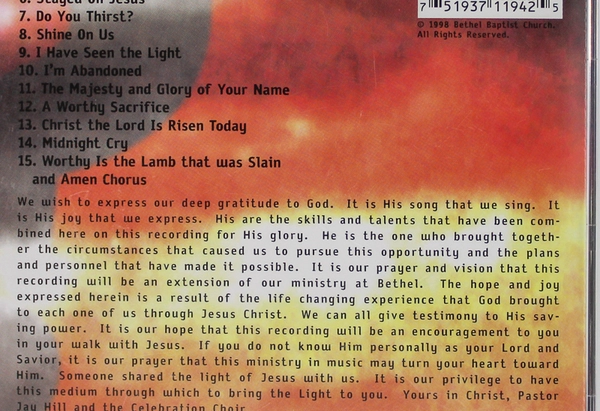 6. Stayed on Jesus
7. Do You Thirst?
8. Shine On Us
9. I Have Seen the Light
10. I'm Abandoned
11. The Majesty and Glory of Your Name
12. A Worthy Sacrifice
13. Christ the Lord Is Risen Today
14. Midnight Cry
15. Worthy Is the Lamb that was Slain
and Amen Chorus
7 51937 11942 5
© 1998 Bethel Baptist Church.
All Rights Reserved.
We wish to express our deep gratitude to God. It is His song that we sing. It
is His joy that we express. His are the skills and talents that have been com-
bined here on this recording for His glory. He is the one who brought togeth-
er the circumstances that caused us to pursue this opportunity and the plans
and personnel that have made it possible. It is our prayer and vision that this
recording will be an extension of our ministry at Bethel. The hope and joy
expressed herein is a result of the life changing experience that God brought
to each one of us through Jesus Christ. We can all give testimony to His sav-
ing power. It is our hope that this recording will be an encouragement to you
in your walk with Jesus. If you do not know Him personally as your Lord and
Savior, it is our prayer that this ministry in music may turn your heart toward
Him. Someone shared the light of Jesus with us. It is our privilege to have
this medium through which to bring the Light to you. Yours in Christ, Pastor
Jay Hill and the Celebration Choir